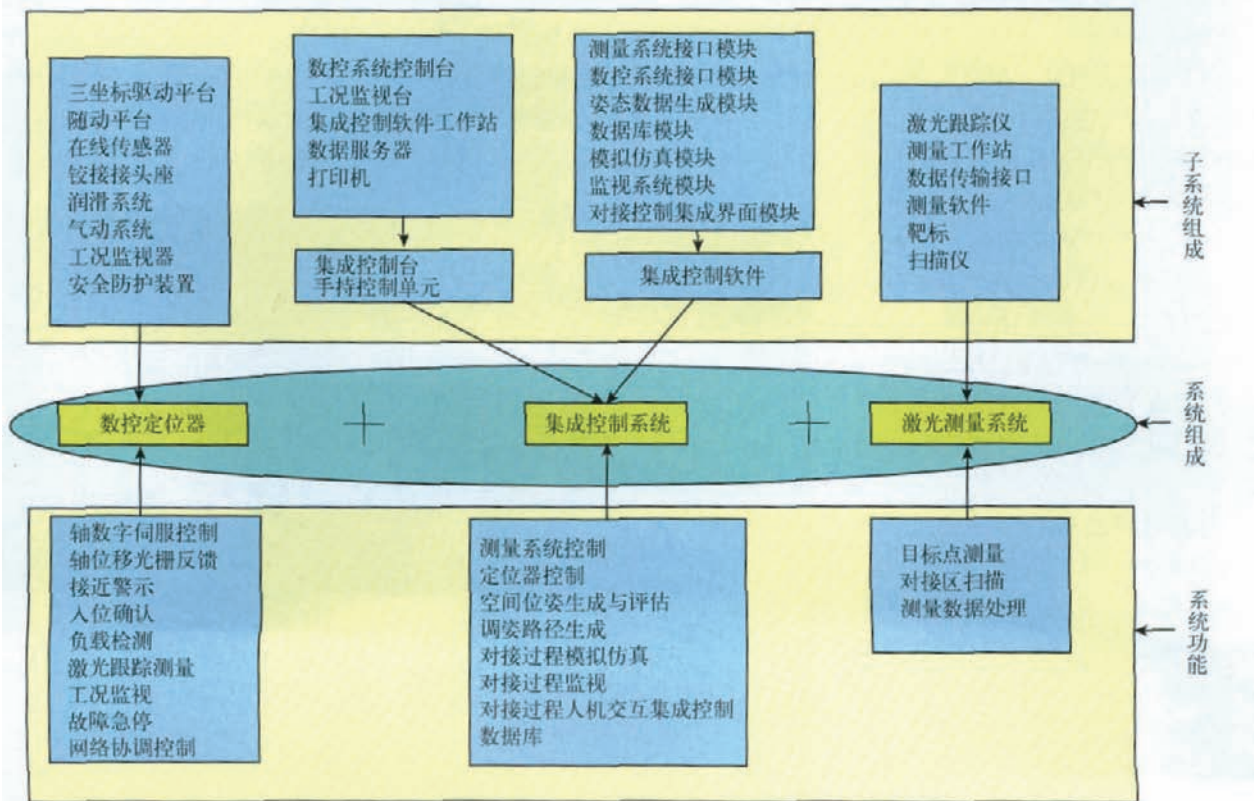 三坐标驱动平台
随动平台
在线传感器
铰接接头座
润滑系统
气动系统
工况监视器
安全防护装置
数控系统控制台
工况监视台
集成控制软件工作站
数据服务器
打印机
集成控制台
手持控制单元
测量系统接口模块
数控系统接口模块
姿态数据生成模块
数据库模块
模拟仿真模块
监视系统模块
对接控制集成界面模块
集成控制软件
激光跟踪仪
测量工作站
数据传输接口
测量软件
靶标
扫描仪
子系统组成
数控定位器
+
集成控制系统
+
激光测量系统
系统组成
轴数字伺服控制
轴位移光栅反馈
接近警示
入位确认
负载检测
激光跟踪测量
工况监视
故障急停
网络协调控制
测量系统控制
定位器控制
空间位姿生成与评估
调姿路径生成
对接过程模拟仿真
对接过程监视
对接过程人机交互集成控制
数据库
目标点测量
对接区扫描
测量数据处理
系统功能